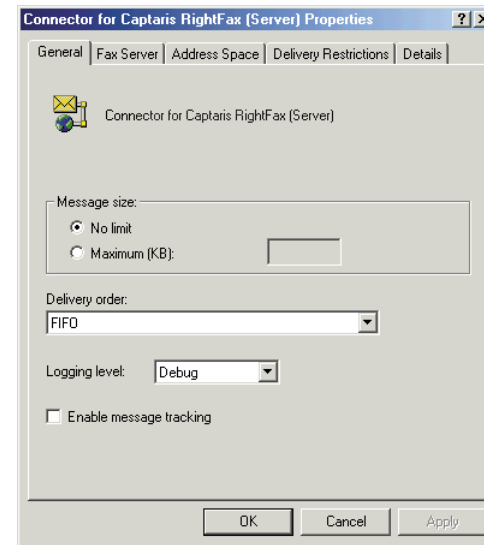 Connector for Captaris RightFax (Server) Properties ? X
General Fax Server Address Space Delivery Restrictions Details
Connector for Captaris RightFax (Server)
Message size:
No limit
Maximum (KB):
Delivery order:
FIFO
Logging level: Debug
Enable message tracking
OK Cancel Apply